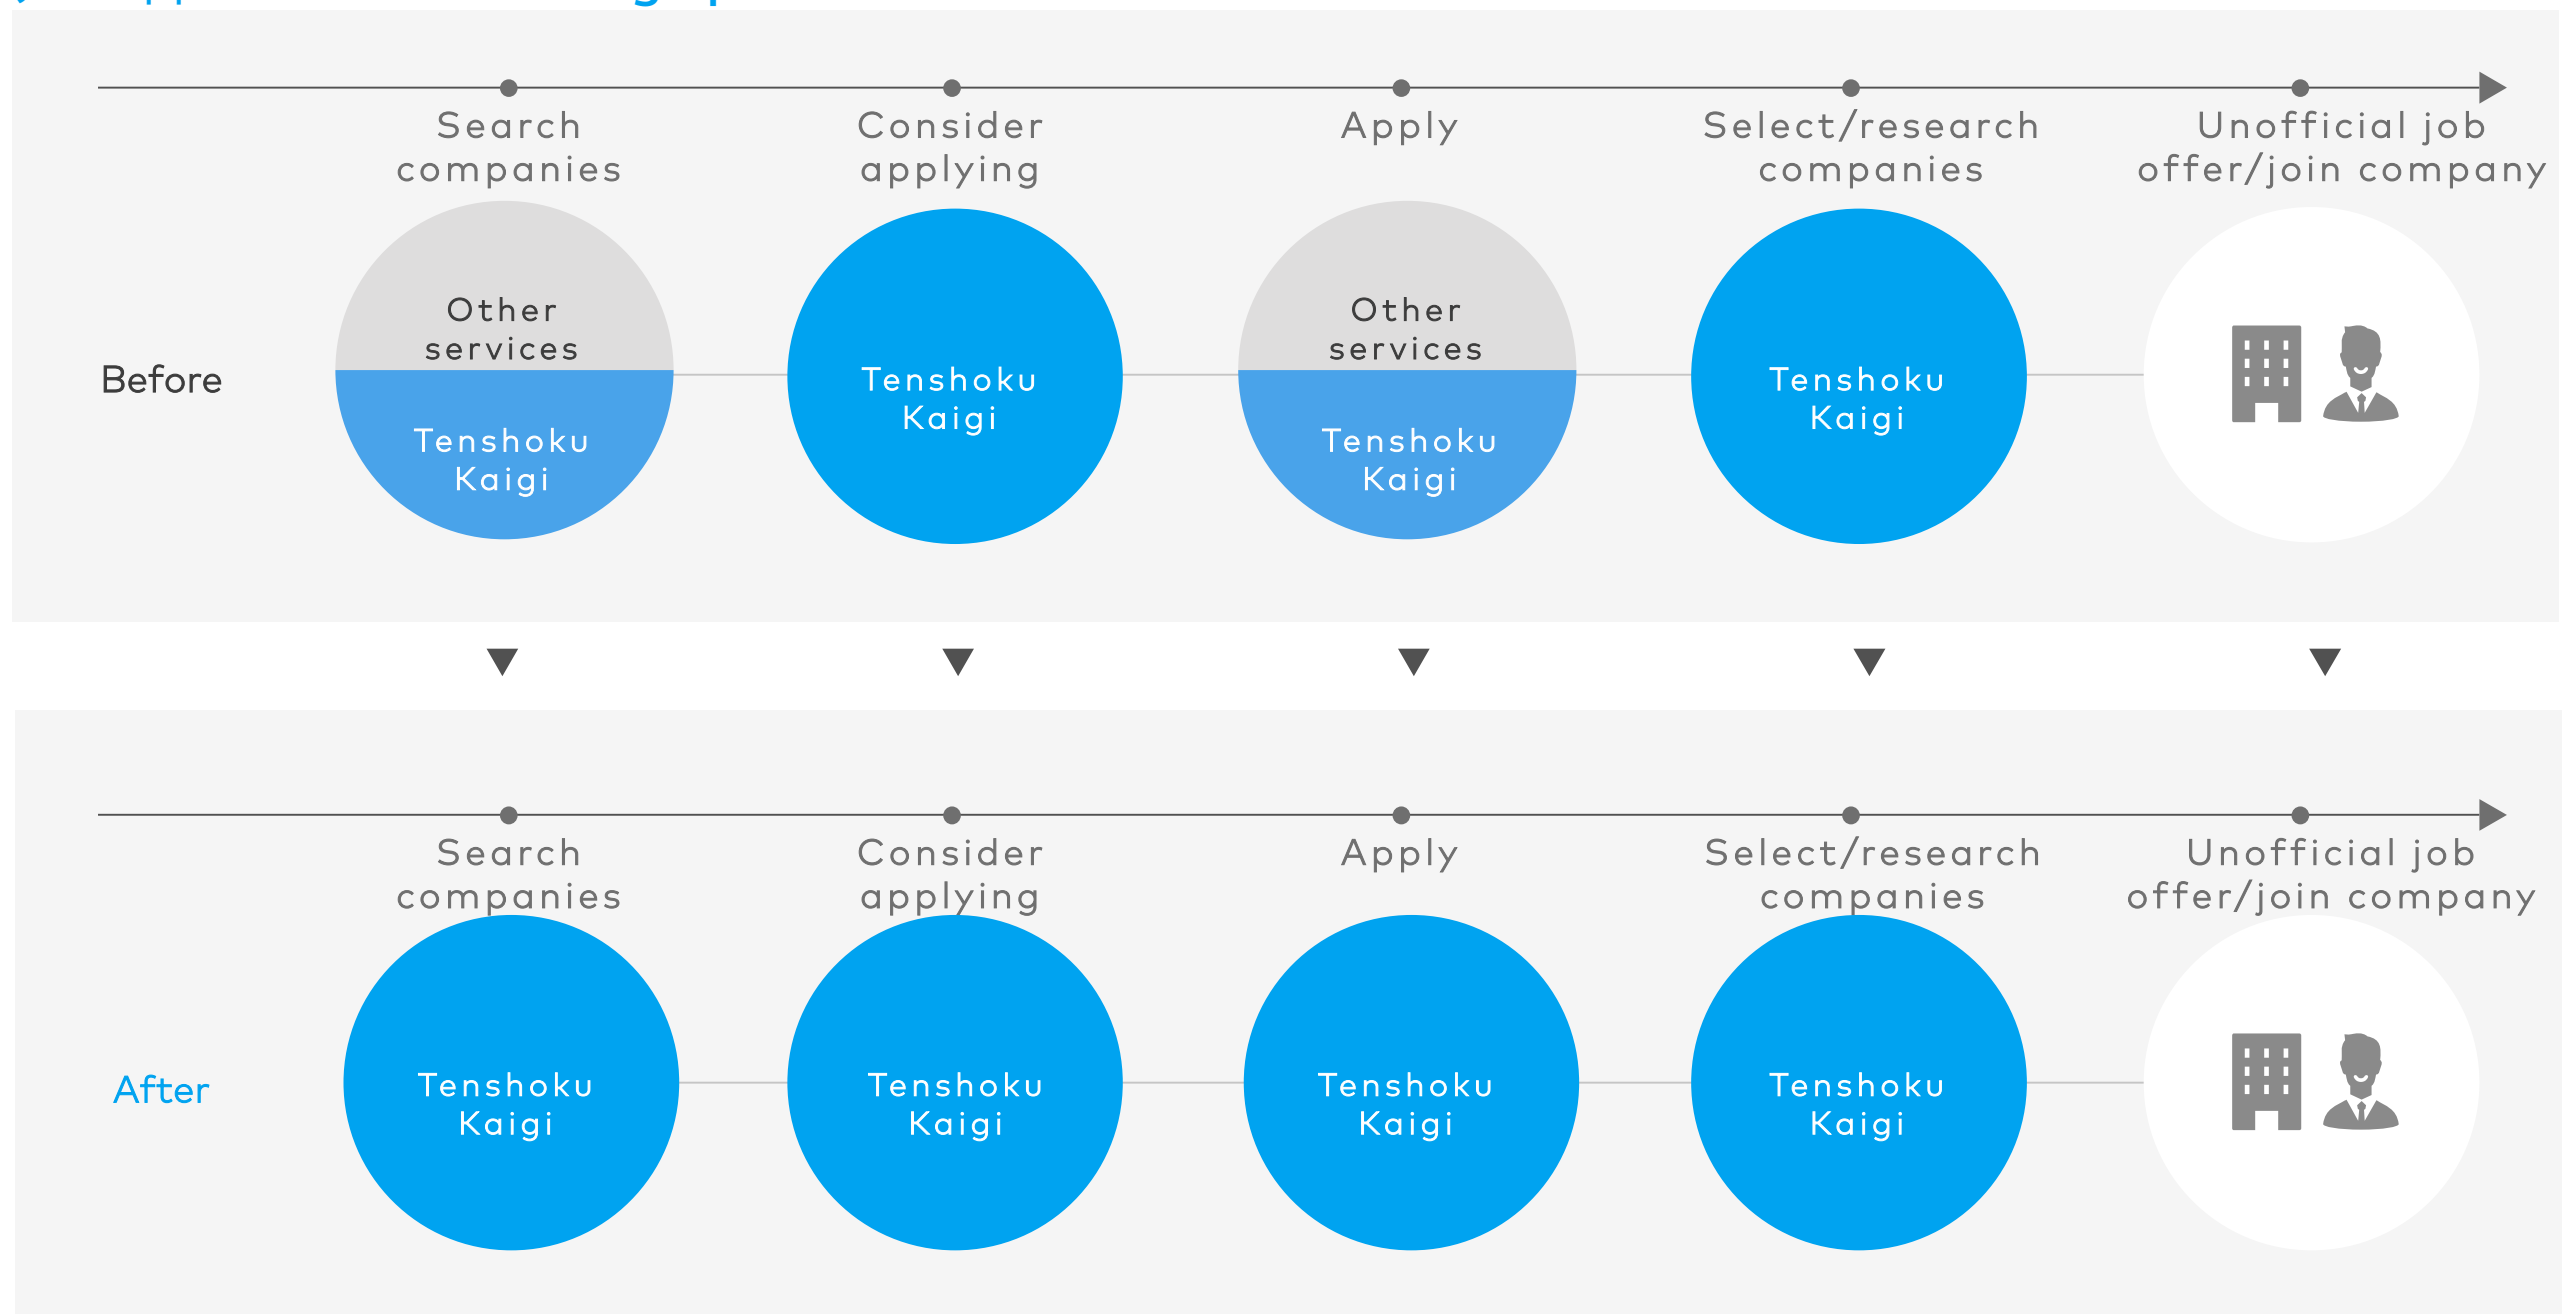 Search
companies
Consider
applying
Apply
Select/research
companies
Unofficial job
offer/join company
Before
Other
services
Tenshoku
Kaigi
Tenshoku
Kaigi
Other
services
Tenshoku
Kaigi
Tenshoku
Kaigi
Search
companies
Consider
applying
Apply
Select/research
companies
Unofficial job
offer/join company
After
Tenshoku
Kaigi
Tenshoku
Kaigi
Tenshoku
Kaigi
Tenshoku
Kaigi